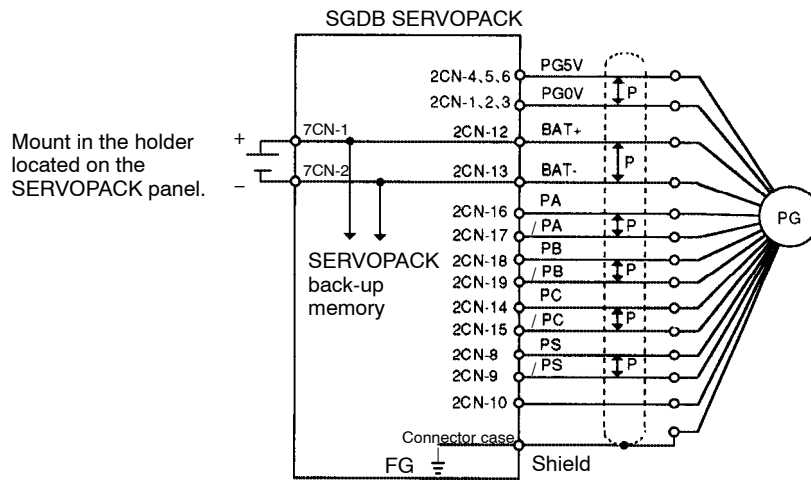 SGDB SERVOPACK
2CN-4、5、6 PG5V
P
2CN-1、2、3 PG0V
Mount in the holder
located on the
SERVOPACK panel.
+ 7CN-1 2CN-12 BAT+
P
− 7CN-2 2CN-13 BAT-
2CN-16 PA
P
2CN-17 /PA
2CN-18 PB
P
2CN-19 /PB
2CN-14 PC
P
2CN-15 /PC
2CN-8 PS
P
2CN-9 /PS
2CN-10
PG
SERVOPACK
back-up
memory
Connector case
FG
Shield